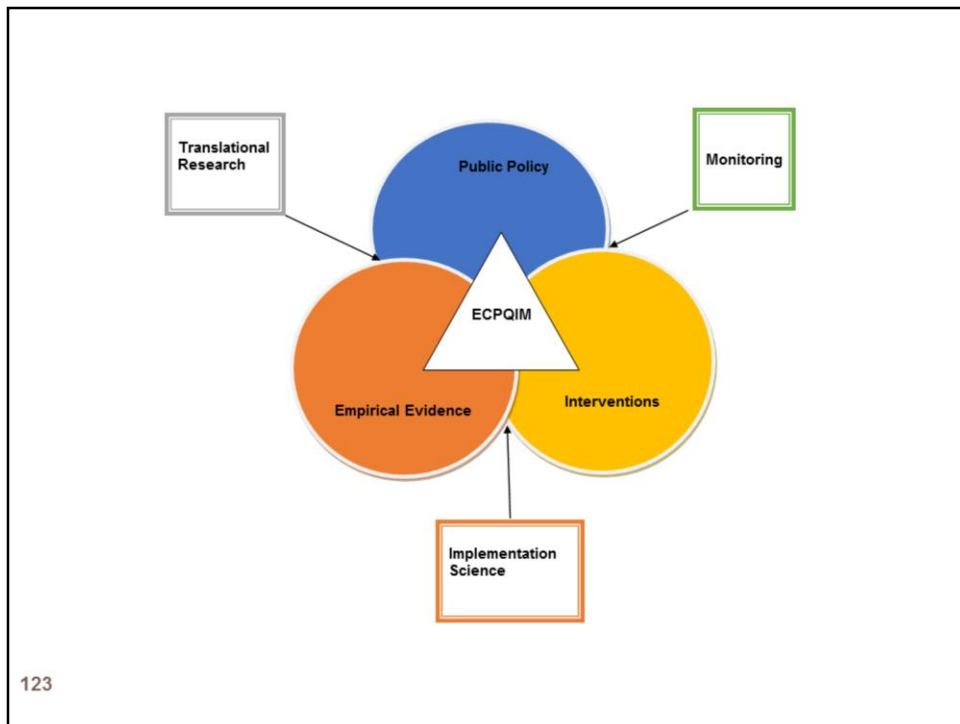 Translational
Research
Public Policy
Monitoring
ECPQIM
Empirical Evidence
Interventions
Implementation
Science
123